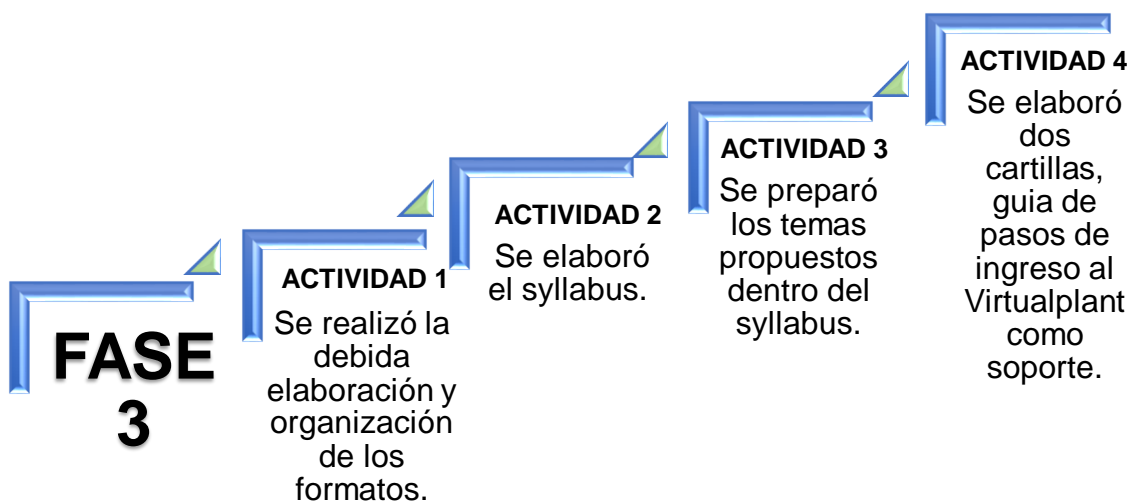 FASE
3
ACTIVIDAD 1
Se realizó la
debida
elaboración y
organización
de los
formatos.
ACTIVIDAD 2
Se elaboró
el syllabus.
ACTIVIDAD 3
Se preparó
los temas
propuestos
dentro del
syllabus.
ACTIVIDAD 4
Se elaboró
dos
cartillas,
guia de
pasos de
ingreso al
Virtualplant
como
soporte.